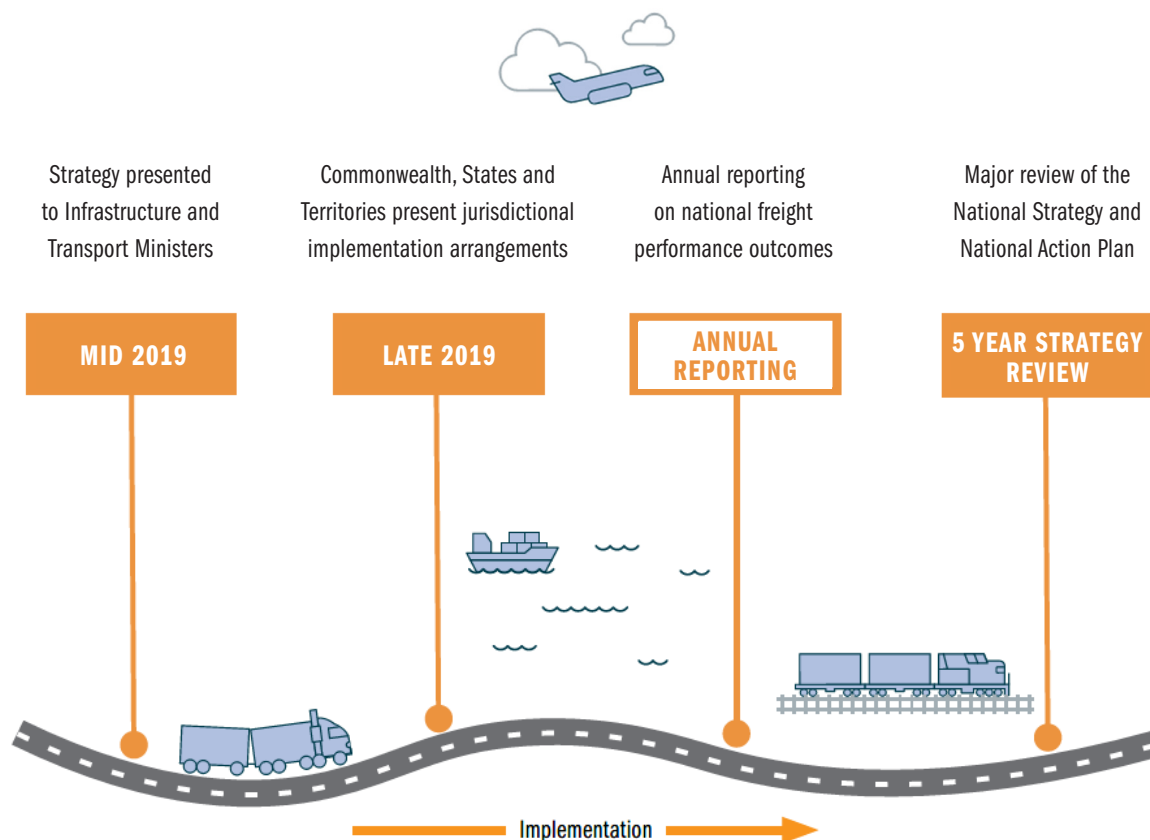 Strategy presented
to Infrastructure and
Transport Ministers
Commonwealth, States and
Territories present jurisdictional
implementation arrangements
Annual reporting
on national freight
performance outcomes
Major review of the
National Strategy and
National Action Plan
MID 2019
LATE 2019
ANNUAL
REPORTING
5 YEAR STRATEGY
REVIEW
Implementation